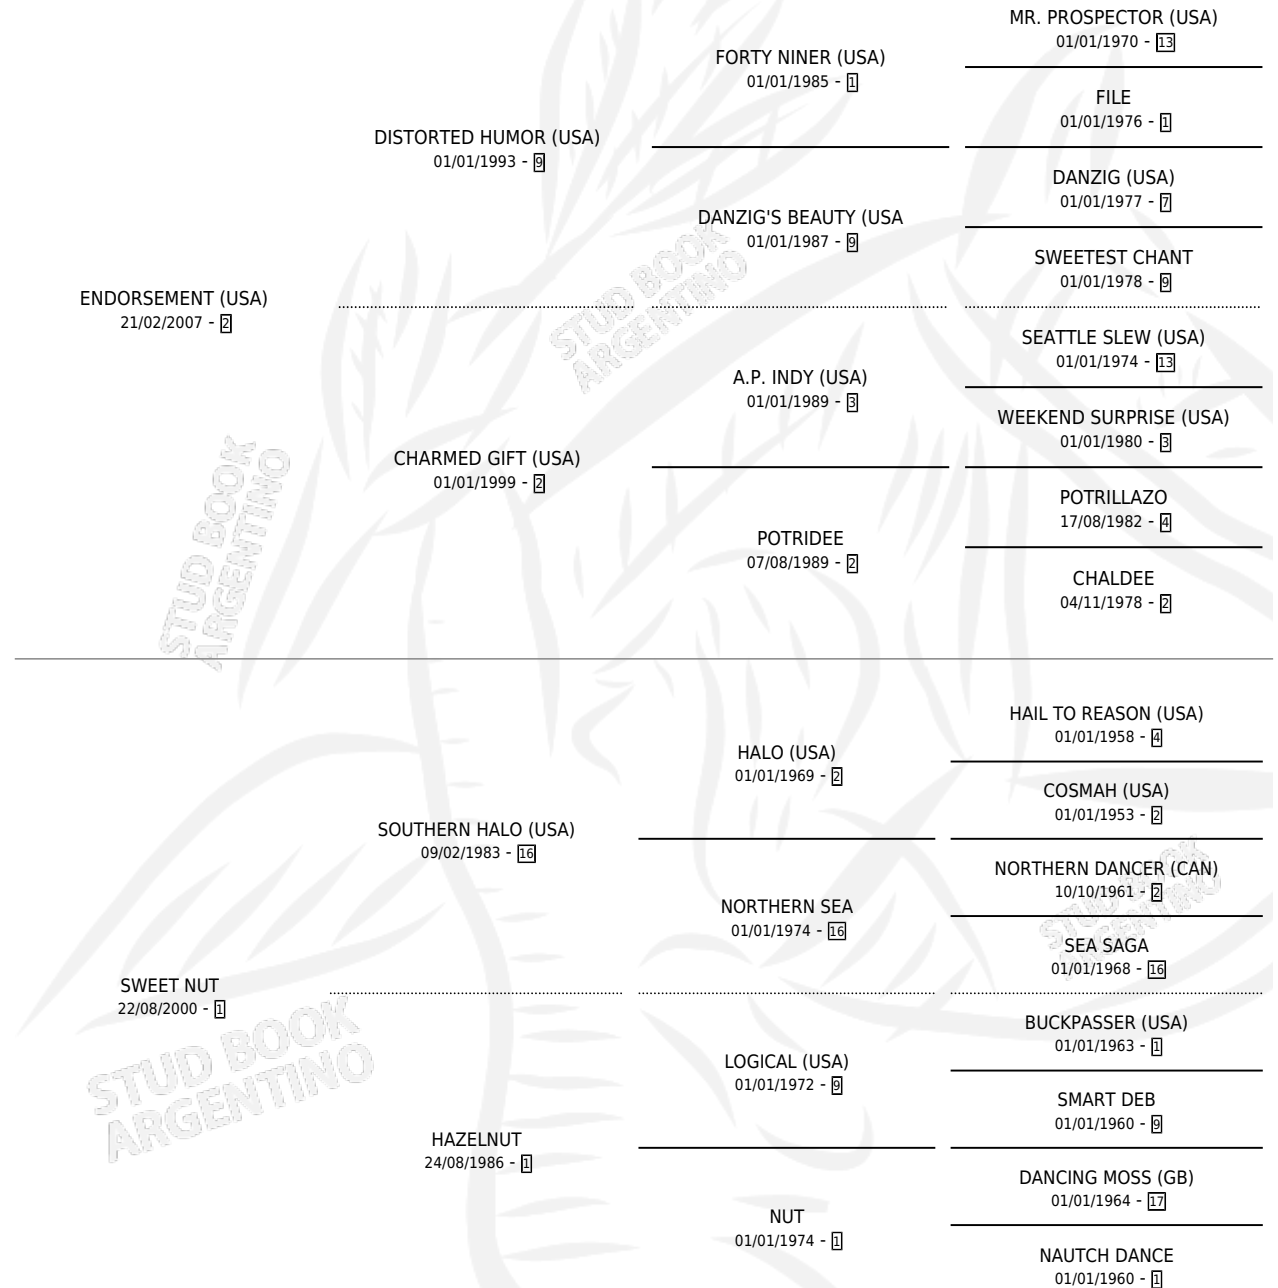 MR. PROSPECTOR (USA)
01/01/1970 - 13
FORTY NINER (USA)
01/01/1985 - 1
FILE
01/01/1976 - 1
DISTORTED HUMOR (USA)
01/01/1993 - 9
DANZIG (USA)
01/01/1977 - 7
DANZIG'S BEAUTY (USA
01/01/1987 - 9
SWEETEST CHANT
01/01/1978 - 9
ENDORSEMENT (USA)
21/02/2007 - 2
STUD BOOK
ARGENTINO
SEATTLE SLEW (USA)
01/01/1974 - 13
A.P. INDY (USA)
01/01/1989 - 3
WEEKEND SURPRISE (USA)
01/01/1980 - 3
CHARMED GIFT (USA)
01/01/1999 - 2
POTRILLAZO
17/08/1982 - 4
POTRIDEE
07/08/1989 - 2
CHALDEE
04/11/1978 - 2
STUD BOOK
ARGENTINO
HAIL TO REASON (USA)
01/01/1958 - 4
HALO (USA)
01/01/1969 - 2
COSMAH (USA)
01/01/1953 - 2
SOUTHERN HALO (USA)
09/02/1983 - 16
NORTHERN DANCER (CAN)
10/10/1961 - 2
NORTHERN SEA
01/01/1974 - 16
SEA SAGA
01/01/1968 - 16
STUD BOOK
ARGENTINO
SWEET NUT
22/08/2000 - 1
BUCKPASSER (USA)
01/01/1963 - 1
LOGICAL (USA)
01/01/1972 - 9
SMART DEB
01/01/1960 - 9
STUD BOOK
ARGENTINO
HAZELNUT
24/08/1986 - 1
DANCING MOSS (GB)
01/01/1964 - 17
NUT
01/01/1974 - 1
NAUTCH DANCE
01/01/1960 - 1